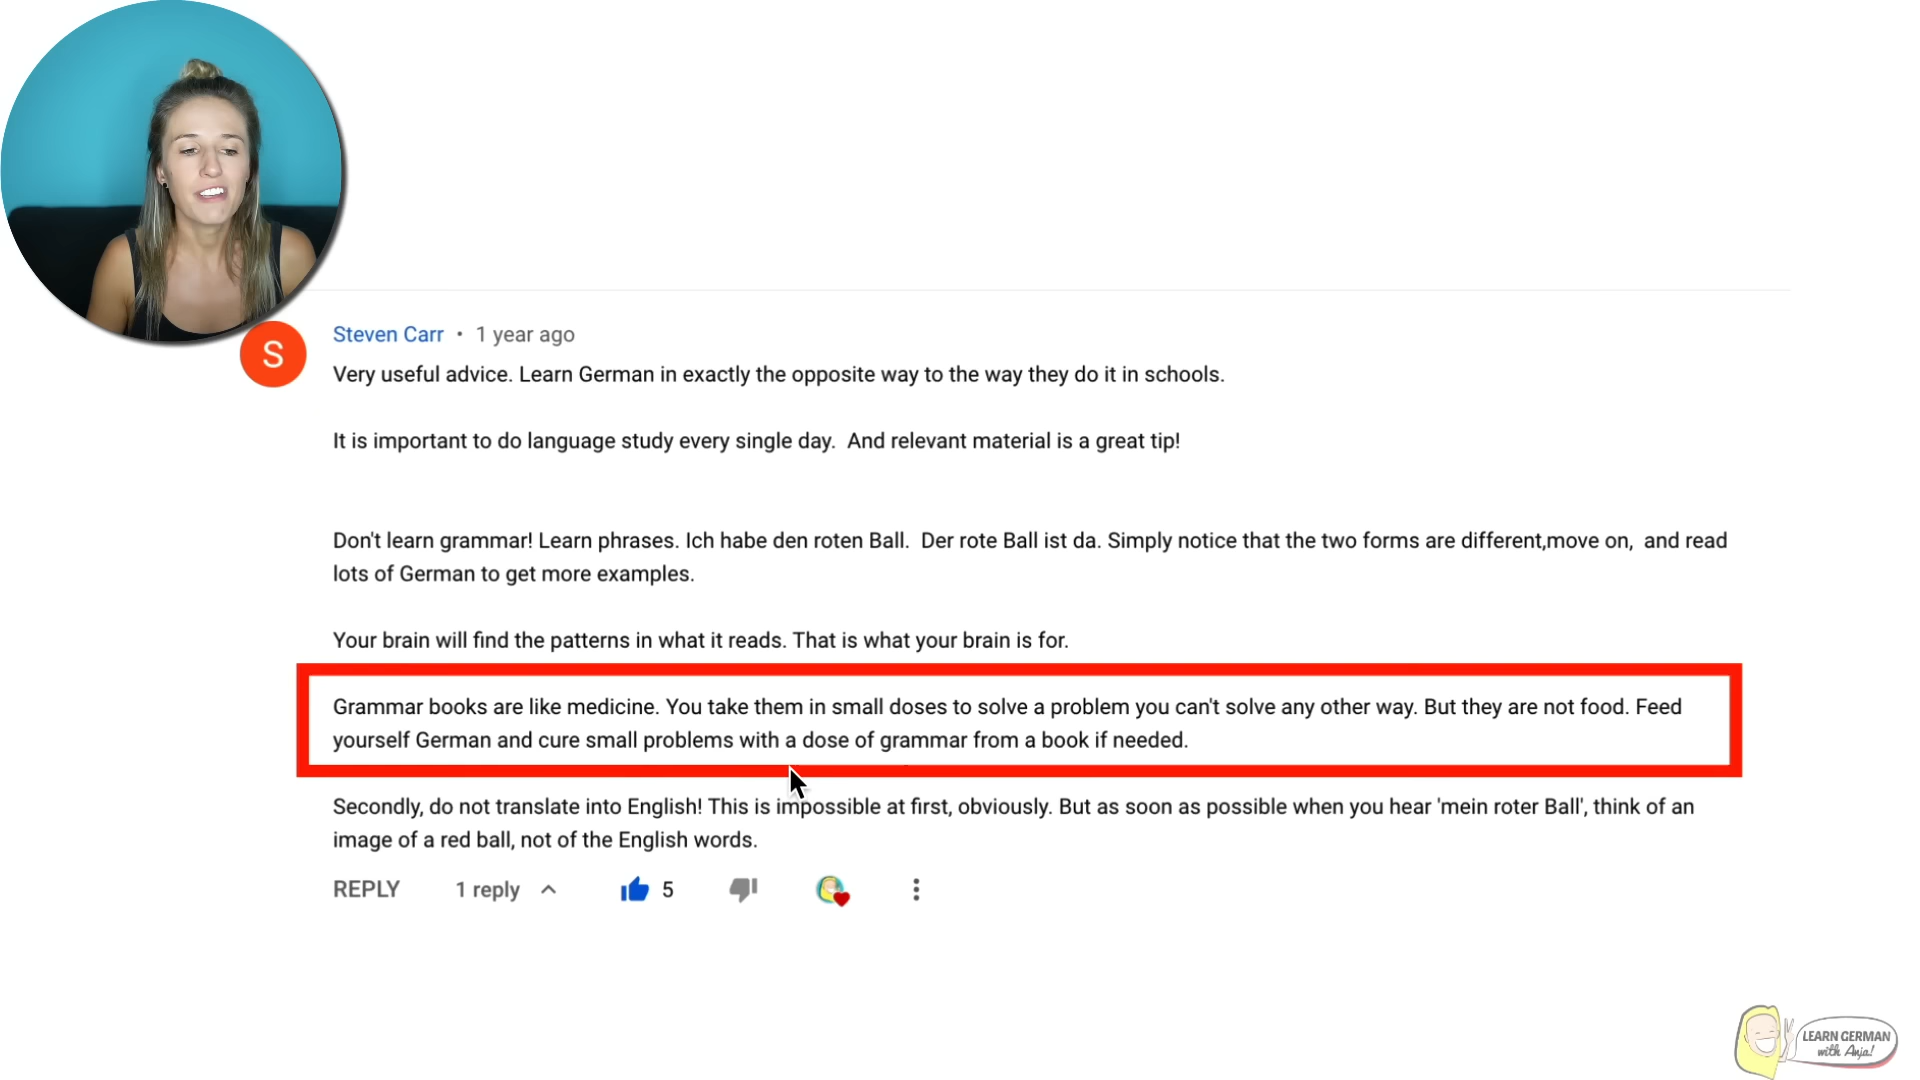 S
Steven Carr • 1 year ago
Very useful advice. Learn German in exactly the opposite way to the way they do it in schools.
It is important to do language study every single day.  And relevant material is a great tip!
Don't learn grammar! Learn phrases. Ich habe den roten Ball.  Der rote Ball ist da. Simply notice that the two forms are different,move on,  and read
lots of German to get more examples.
Your brain will find the patterns in what it reads. That is what your brain is for.
Grammar books are like medicine. You take them in small doses to solve a problem you can't solve any other way. But they are not food. Feed
yourself German and cure small problems with a dose of grammar from a book if needed.
Secondly, do not translate into English! This is impossible at first, obviously. But as soon as possible when you hear 'mein roter Ball', think of an
image of a red ball, not of the English words.
REPLY 1 reply 5
LEARN GERMAN
with Anja!